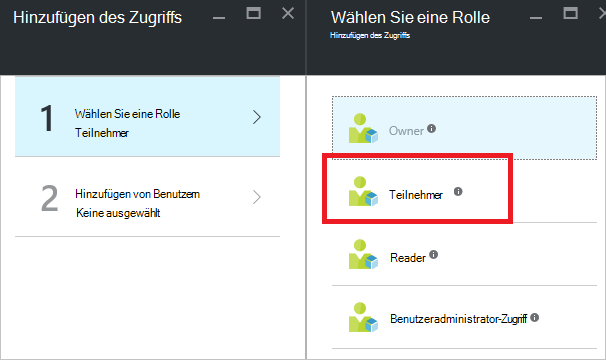 Hinzufügen des Zugriffs
1
Wählen Sie eine Rolle
Teilnehmer
2
Hinzufügen von Benutzern
Keine ausgewählt
Wählen Sie eine Rolle
Hinzufügen des Zugriffs
Owner
Teilnehmer
Reader
Benutzeradministrator-Zugriff